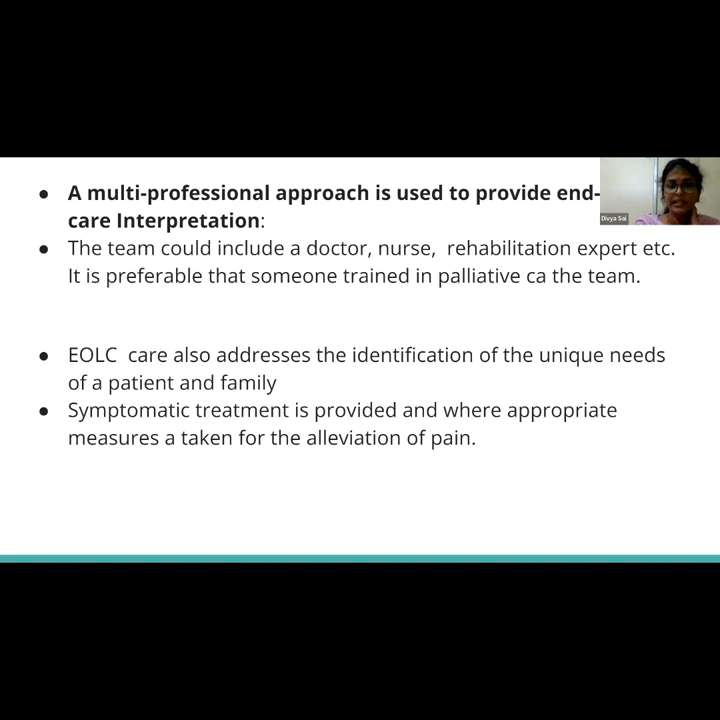 ● A multi-professional approach is used to provide end-
care Interpretation:
● The team could include a doctor, nurse, rehabilitation expert etc.
It is preferable that someone trained in palliative ca the team.
● EOLC care also addresses the identification of the unique needs
of a patient and family
● Symptomatic treatment is provided and where appropriate
measures a taken for the alleviation of pain.
Divya Sai